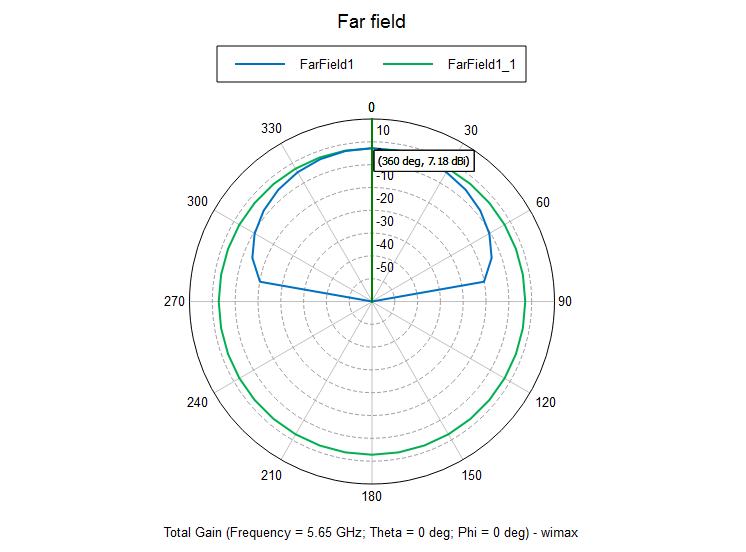 Far field
FarField1 FarField1_1
0
330 30
10
(360 deg, 7.18 dBi)
-10
300 -20 60
-30
-40
-50
270 90
240 120
210 150
180
Total Gain (Frequency = 5.65 GHz; Theta = 0 deg; Phi = 0 deg) - wimax